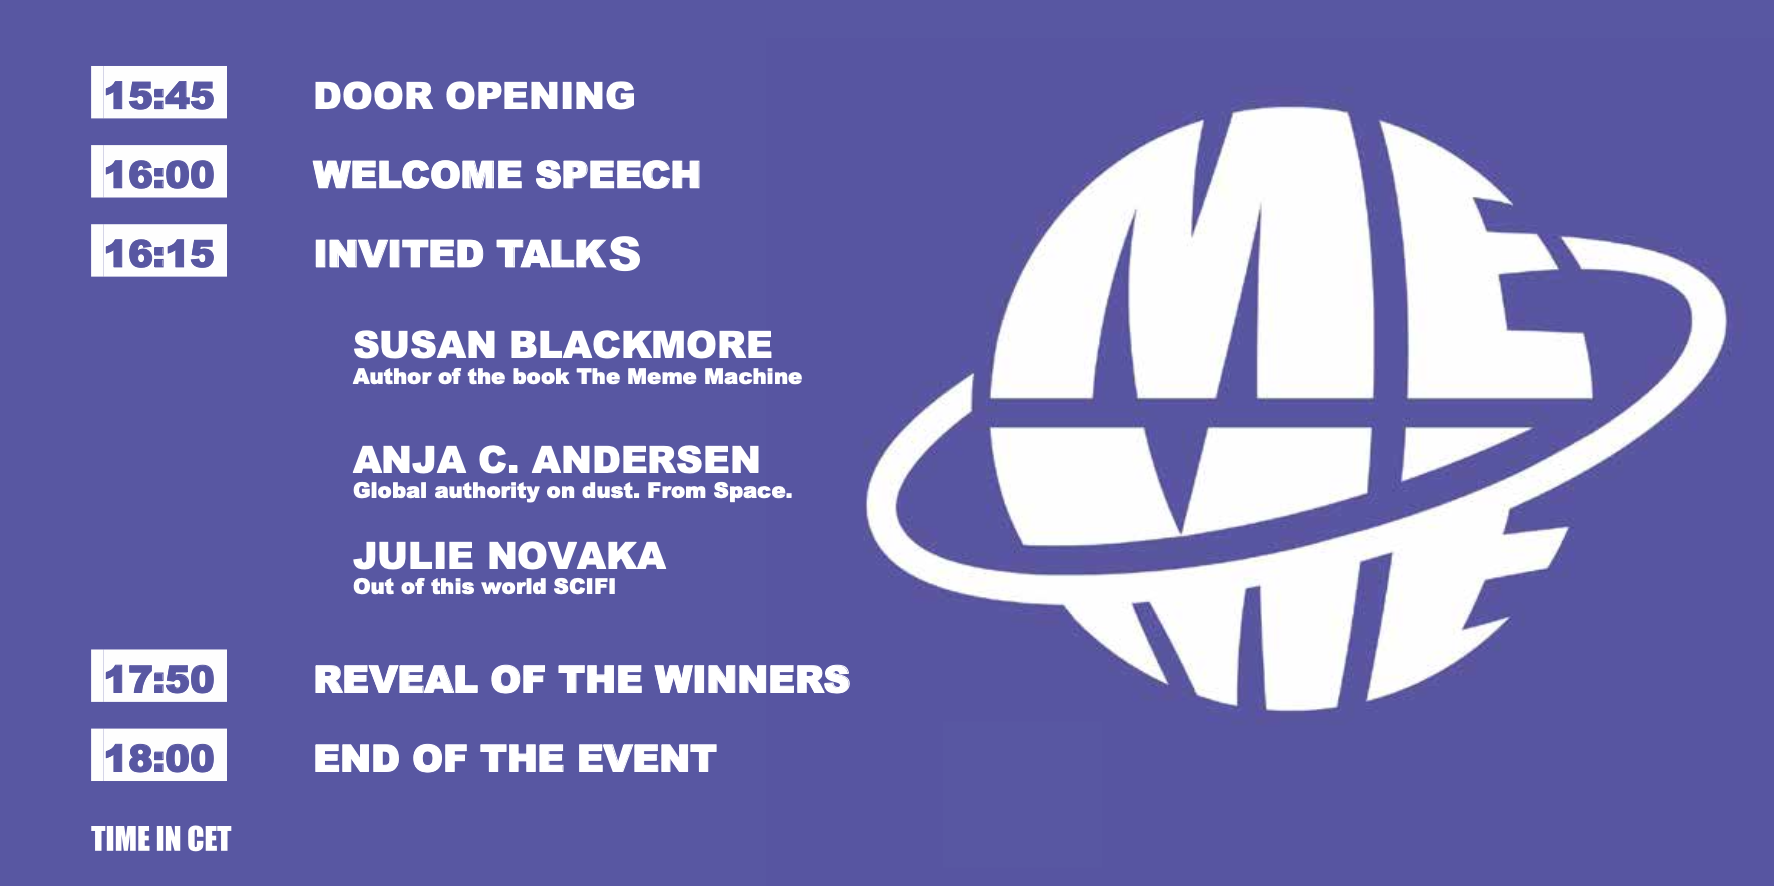 15:45 DOOR OPENING
16:00 WELCOME SPEECH
16:15 INVITED TALKS
SUSAN BLACKMORE
Author of the book The Meme Machine
ANJA C. ANDERSEN
Global authority on dust. From Space.
JULIE NOVAKA
Out of this world SCIFI
17:50 REVEAL OF THE WINNERS
18:00 END OF THE EVENT
TIME IN CET
ME
ME